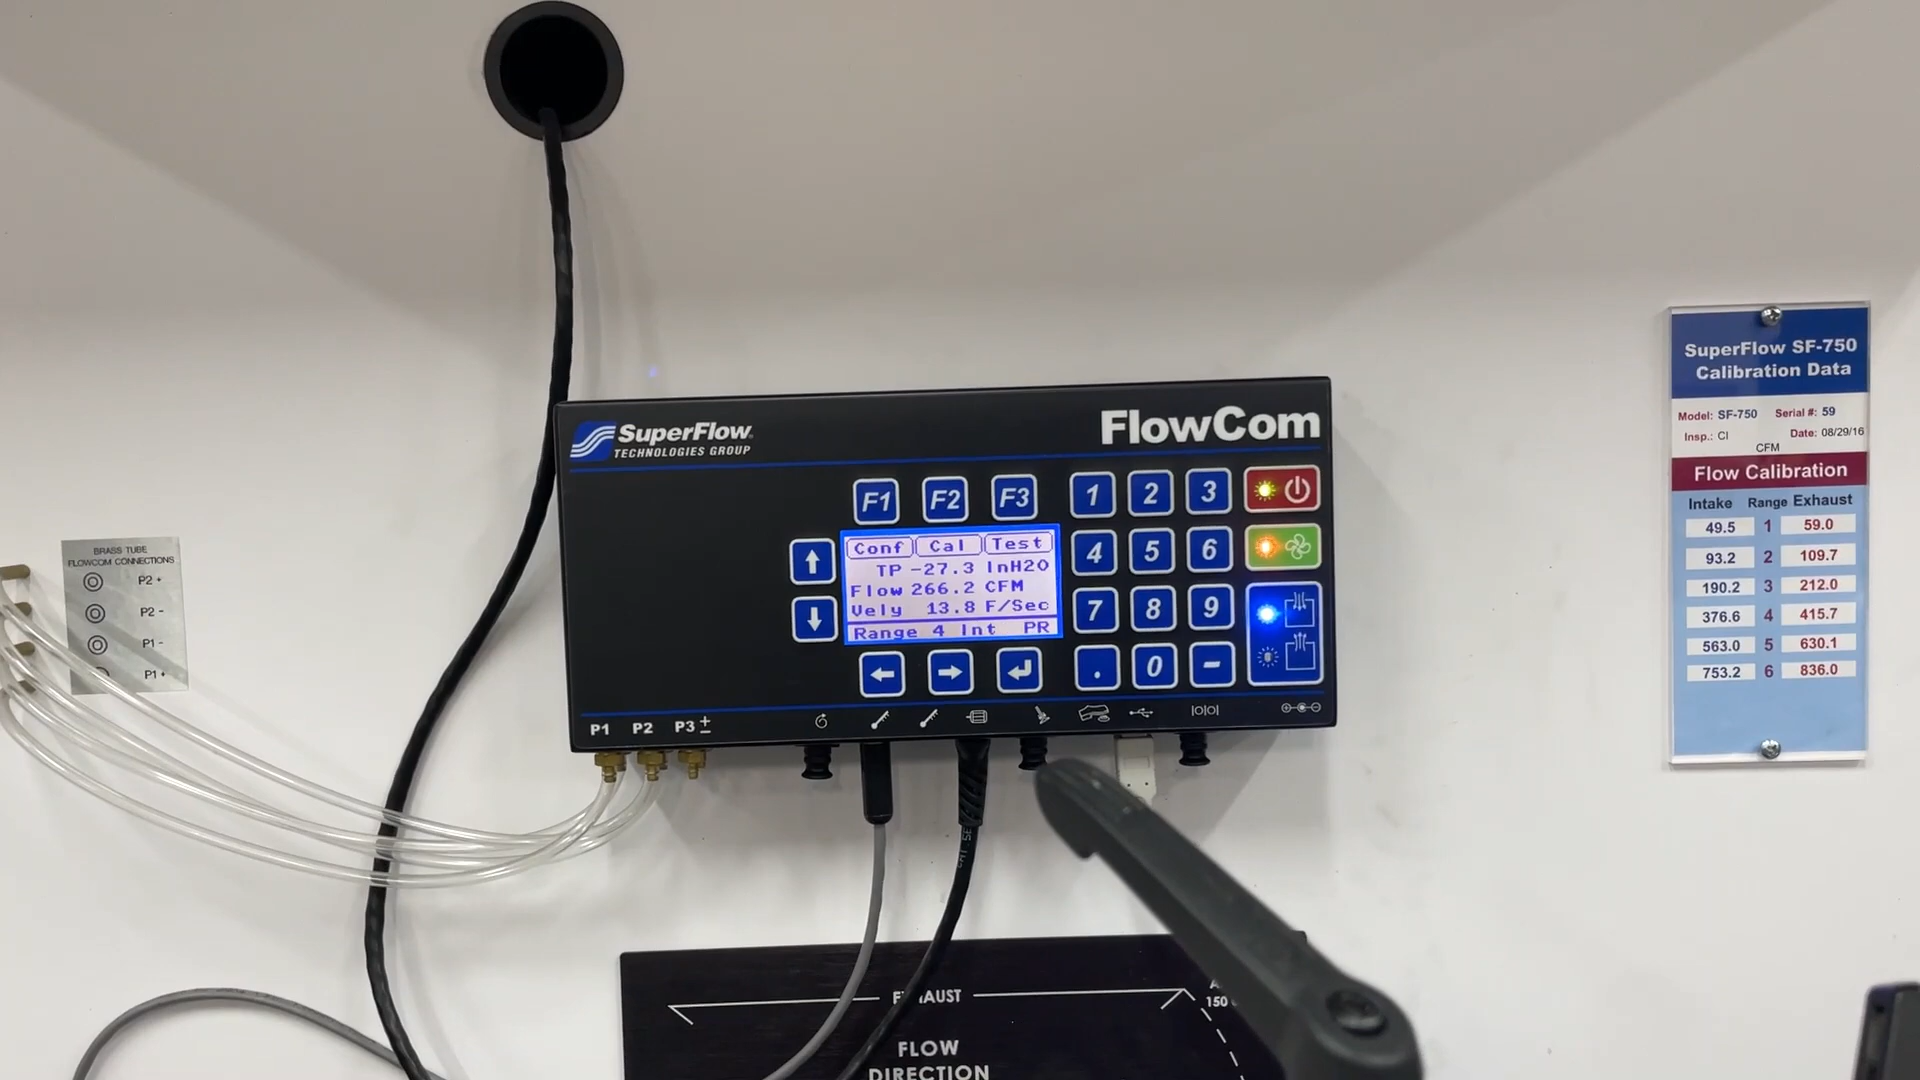 SuperFlow
TECHNOLOGIES GROUP
FlowCom
F1 F2 F3
1 2 3
4 5 6
7 8 9
. 0 -
Conf Cal Test
TP -27.3 InH2O
Flow 266.2 CFM
Vely 13.8 F/Sec
Range 4 Int PR
P1 P2 P3 + -
|O|O|
BRASS TUBE
FLOWCOM CONNECTIONS
P2 +
P2 -
P1 -
P1 +
SuperFlow SF-750
Calibration Data
Model: SF-750 Serial #: 59
Insp.: CI Date: 08/29/16
CFM
Flow Calibration
Intake Range Exhaust
49.5 1 59.0
93.2 2 109.7
190.2 3 212.0
376.6 4 415.7
563.0 5 630.1
753.2 6 836.0
EXHAUST
150
FLOW
DIRECTION